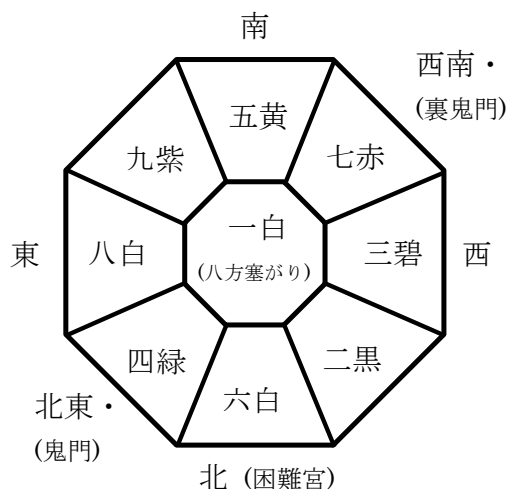 南
西南・
(裏鬼門)
五黄
九紫
七赤
一白
(八方塞がり)
東
八白
三碧
西
四緑
二黒
六白
北東・
(鬼門)
北 (困難宮)